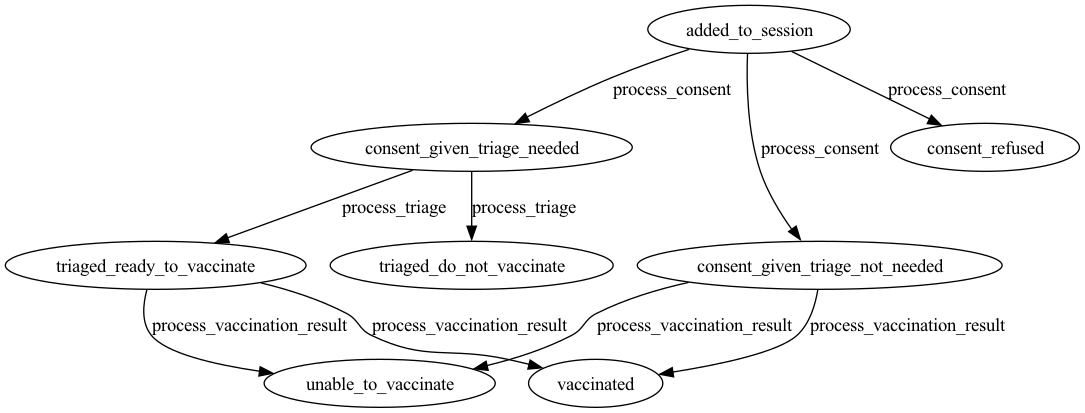 added_to_session
process_consent
process_consent
process_consent
consent_given_triage_needed
consent_refused
process_triage
process_triage
triaged_ready_to_vaccinate
triaged_do_not_vaccinate
consent_given_triage_not_needed
process_vaccination_result
process_vaccination_result
process_vaccination_result
process_vaccination_result
unable_to_vaccinate
vaccinated